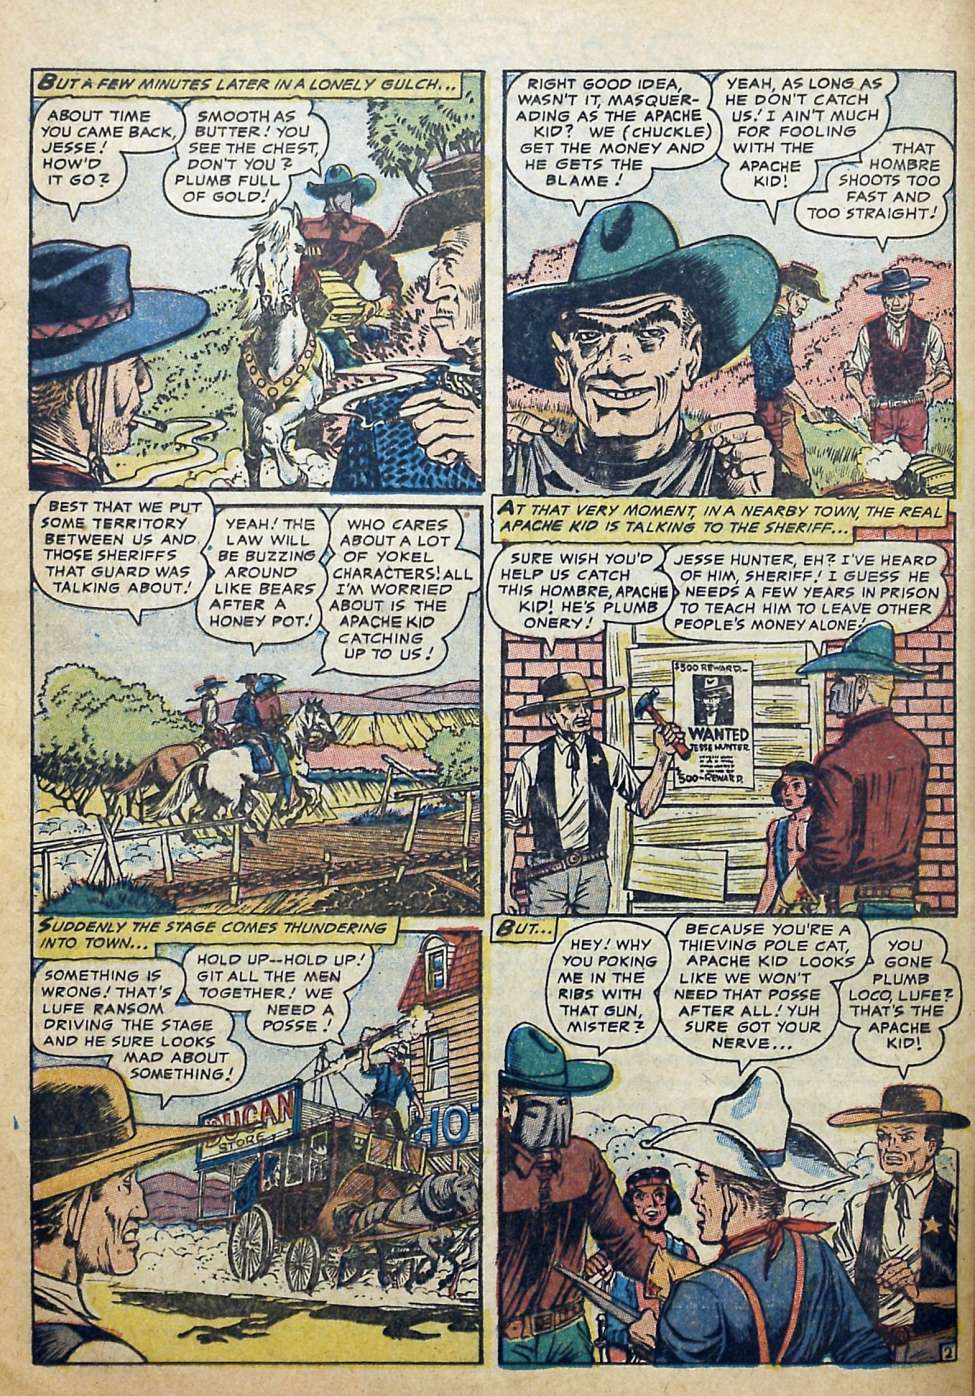 BUT A FEW MINUTES LATER IN A LONELY GULCH...
ABOUT TIME
YOU CAME BACK,
JESSE!
HOW'D
IT GO?
SMOOTH AS
BUTTER! YOU
SEE THE CHEST,
DON'T YOU?
PLUMB FULL
OF GOLD!
RIGHT GOOD IDEA,
WASN'T IT, MASQUER-
ADING AS THE APACHE
KID? WE (CHUCKLE)
GET THE MONEY AND
HE GETS THE
BLAME!
YEAH, AS LONG AS
HE DON'T CATCH
US! I AIN'T MUCH
FOR FOOLING
WITH THE
APACHE
KID!
THAT
HOMBRE
SHOOTS TOO
FAST AND
TOO STRAIGHT!
BEST THAT WE PUT
SOME TERRITORY
BETWEEN US AND
THOSE SHERIFFS
THAT GUARD WAS
TALKING ABOUT!
YEAH! THE
LAW WILL
BE BUZZING
AROUND
LIKE BEARS
AFTER A
HONEY POT!
WHO CARES
ABOUT A LOT
OF YOKEL
CHARACTERS! ALL
I'M WORRIED
ABOUT IS THE
APACHE KID
CATCHING
UP TO US!
AT THAT VERY MOMENT, IN A NEARBY TOWN, THE REAL
APACHE KID IS TALKING TO THE SHERIFF...
SURE WISH YOU'D
HELP US CATCH
THIS HOMBRE, APACHE
KID! HE'S PLUMB
ONERY!
JESSE HUNTER, EH? I'VE HEARD
OF HIM, SHERIFF! I GUESS HE
NEEDS A FEW YEARS IN PRISON
TO TEACH HIM TO LEAVE OTHER
PEOPLE'S MONEY ALONE!
$500 REWARD
WANTED
JESSE HUNTER
$500-REWARD
SUDDENLY THE STAGE COMES THUNDERING
INTO TOWN...
SOMETHING IS
WRONG! THAT'S
LUFE RANSOM
DRIVING THE STAGE
AND HE SURE LOOKS
MAD ABOUT
SOMETHING!
HOLD UP--HOLD UP!
GIT ALL THE MEN
TOGETHER! WE
NEED A
POSSE!
DUGAN
STORE
HOT
BUT...
HEY! WHY
YOU POKING
ME IN THE
RIBS WITH
THAT GUN,
MISTER?
BECAUSE YOU'RE A
THIEVING POLE CAT,
APACHE KID! LOOKS
LIKE WE WON'T
NEED THAT POSSE
AFTER ALL! YUH
SURE GOT YOUR
NERVE...
YOU
GONE
PLUMB
LOCO, LUFE?
THAT'S THE
APACHE
KID!
2